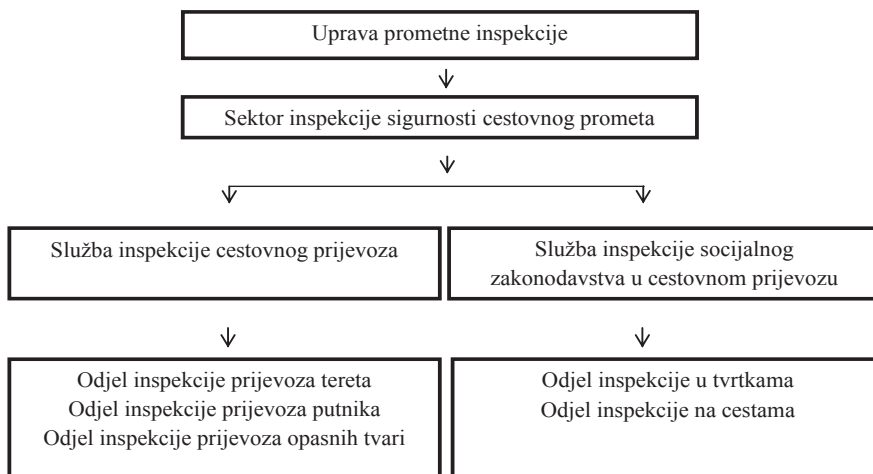 Uprava prometne inspekcije
Sektor inspekcije sigurnosti cestovnog prometa
Služba inspekcije cestovnog prijevoza
Služba inspekcije socijalnog
zakonodavstva u cestovnom prijevozu
Odjel inspekcije prijevoza tereta
Odjel inspekcije prijevoza putnika
Odjel inspekcije prijevoza opasnih tvari
Odjel inspekcije u tvrtkama
Odjel inspekcije na cestama